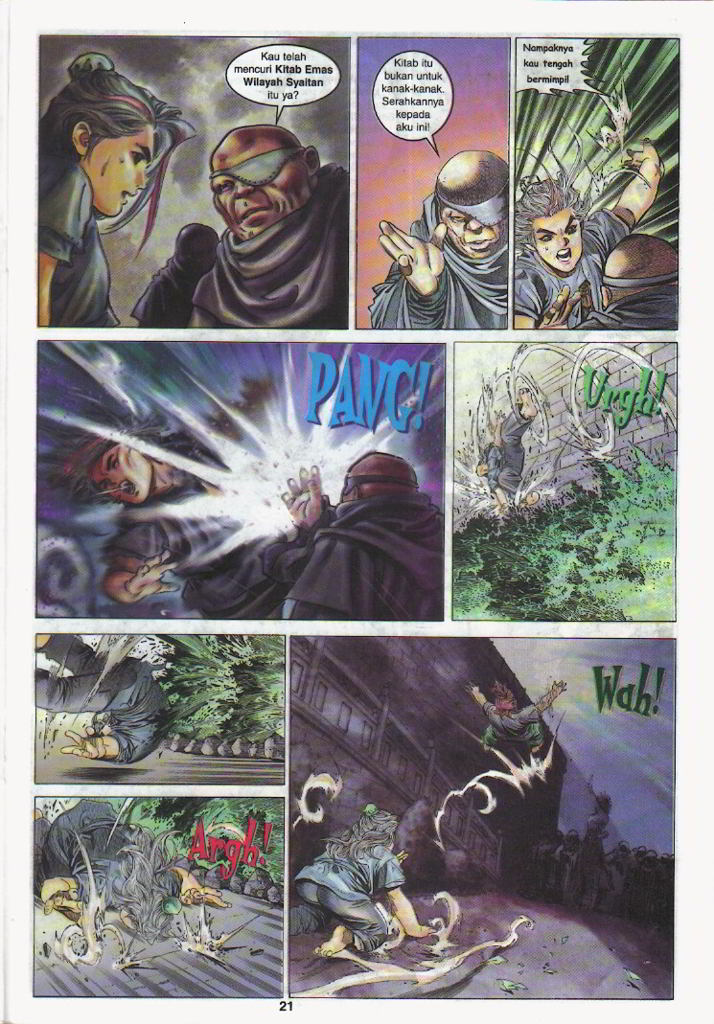 Kau telah
mencuri Kitab Emas
Wilayah Syaitan
itu ya?
Kitab itu
bukan untuk
kanak-kanak.
Serahkannya
kepada
aku ini!
Nampaknya
kau tengah
bermimpi!
PANG!
Urgh!
Argh!
Wah!
21